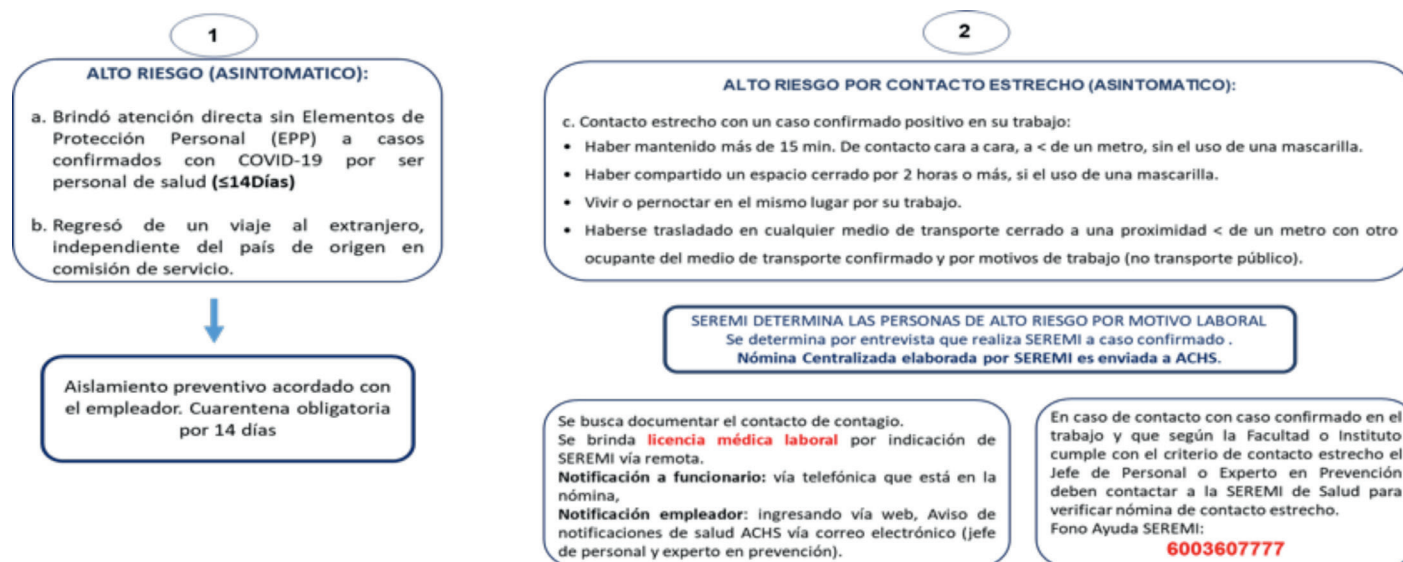 1
ALTO RIESGO (ASINTOMATICO):
a. Brindó atención directa sin Elementos de
Protección Personal (EPP) a casos
confirmados con COVID-19 por ser
personal de salud (≤14Días)
b. Regresó de un viaje al extranjero,
independiente del país de origen en
comisión de servicio.
Aislamiento preventivo acordado con
el empleador. Cuarentena obligatoria
por 14 días
2
ALTO RIESGO POR CONTACTO ESTRECHO (ASINTOMATICO):
c. Contacto estrecho con un caso confirmado positivo en su trabajo:
• Haber mantenido más de 15 min. De contacto cara a cara, a < de un metro, sin el uso de una mascarilla.
• Haber compartido un espacio cerrado por 2 horas o más, si el uso de una mascarilla.
• Vivir o pernoctar en el mismo lugar por su trabajo.
• Haberse trasladado en cualquier medio de transporte cerrado a una proximidad < de un metro con otro
ocupante del medio de transporte confirmado y por motivos de trabajo (no transporte público).
SEREMI DETERMINA LAS PERSONAS DE ALTO RIESGO POR MOTIVO LABORAL
Se determina por entrevista que realiza SEREMI a caso confirmado .
Nómina Centralizada elaborada por SEREMI es enviada a ACHS.
Se busca documentar el contacto de contagio.
Se brinda licencia médica laboral por indicación de
SEREMI vía remota.
Notificación a funcionario: vía telefónica que está en la
nómina,
Notificación empleador: ingresando vía web, Aviso de
notificaciones de salud ACHS vía correo electrónico (jefe
de personal y experto en prevención).
En caso de contacto con caso confirmado en el
trabajo y que según la Facultad o Instituto
cumple con el criterio de contacto estrecho el
Jefe de Personal o Experto en Prevención
deben contactar a la SEREMI de Salud para
verificar nómina de contacto estrecho.
Fono Ayuda SEREMI:
6003607777